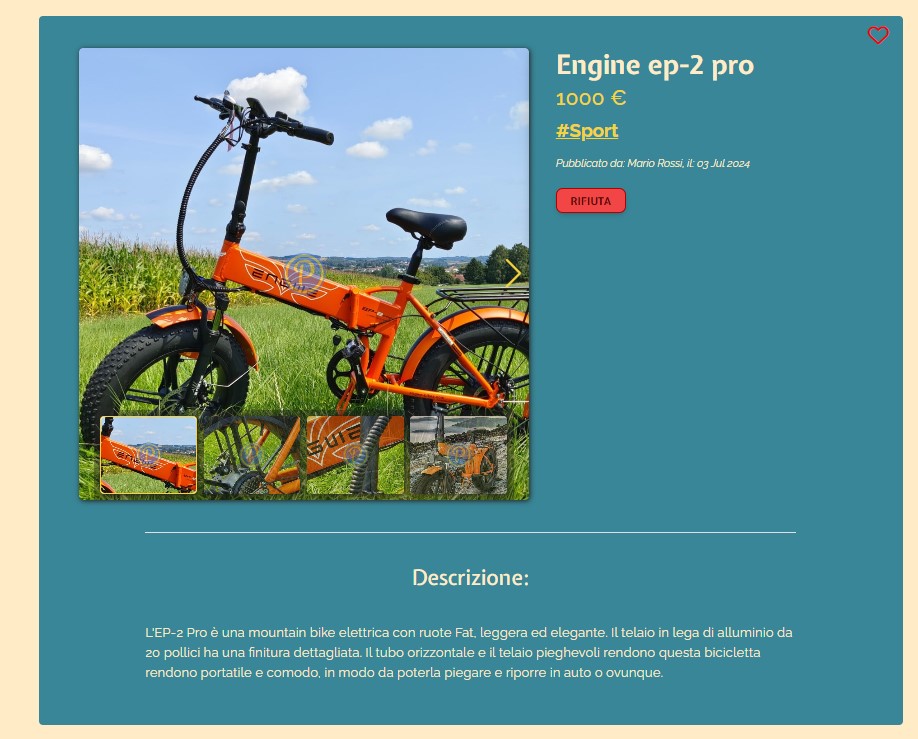 Engine ep-2 pro
1000 €
#Sport
Pubblicato da: Mario Rossi, il: 03 Jul 2024
RIFIUTA
ENGWE
Descrizione:
L'EP-2 Pro è una mountain bike elettrica con ruote Fat, leggera ed elegante. Il telaio in lega di alluminio da
20 pollici ha una finitura dettagliata. Il tubo orizzontale e il telaio pieghevoli rendono questa bicicletta
rendono portatile e comodo, in modo da poterla piegare e riporre in auto o ovunque.